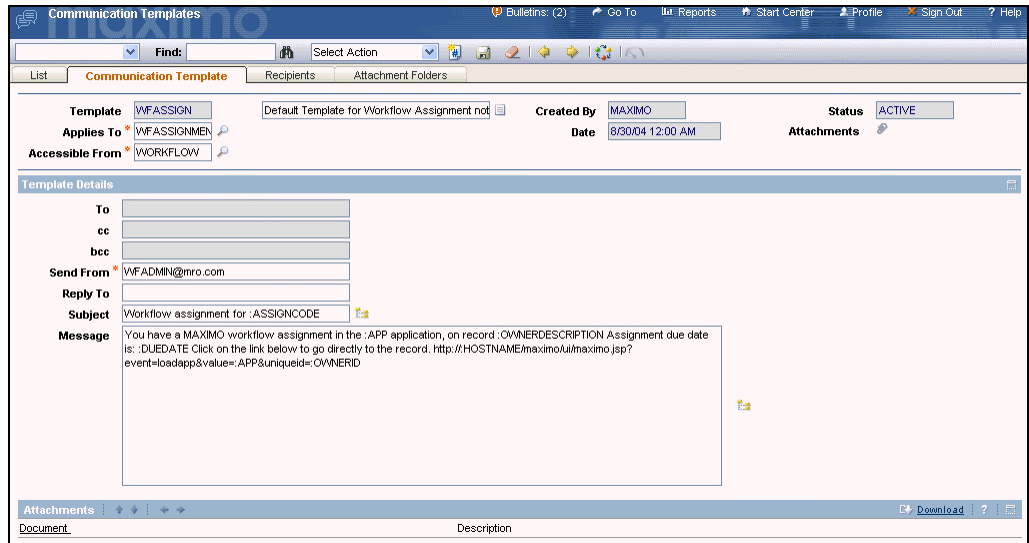 Communication Templates
maximo
Bulletins: (2) Go To Reports Start Center Profile Sign Out ? Help
Find: Select Action
List Communication Template Recipients Attachment Folders
Template WFASSIGN Default Template for Workflow Assignment not Created By MAXIMO Status ACTIVE
Applies To * WFASSIGNMEN Date 8/30/04 12:00 AM Attachments
Accessible From * WORKFLOW
Template Details
To
cc
bcc
Send From * WFADMIN@mro.com
Reply To
Subject Workflow assignment for :ASSIGNCODE
Message You have a MAXIMO workflow assignment in the :APP application, on record :OWNERDESCRIPTION Assignment due date
is: :DUEDATE Click on the link below to go directly to the record. http://:HOSTNAME/maximo/ui/maximo.jsp?
event=loadapp&value=:APP&uniqueid=:OWNERID
Attachments Download ?
Document Description